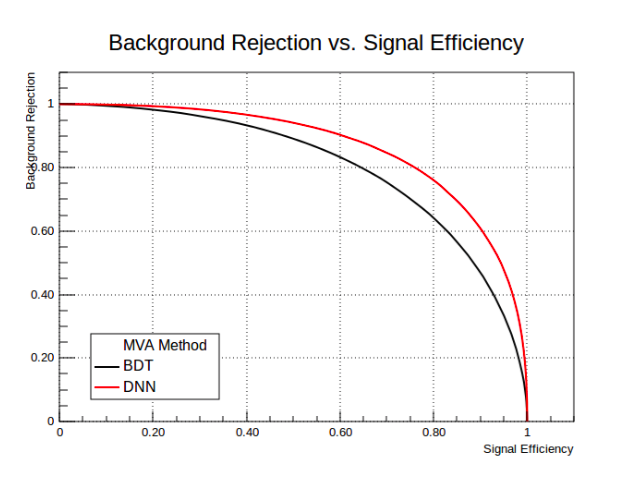 Background Rejection vs. Signal Efficiency
Background Rejection
1
0.80
0.60
0.40
0.20
0
MVA Method
BDT
DNN
0 0.20 0.40 0.60 0.80 1
Signal Efficiency